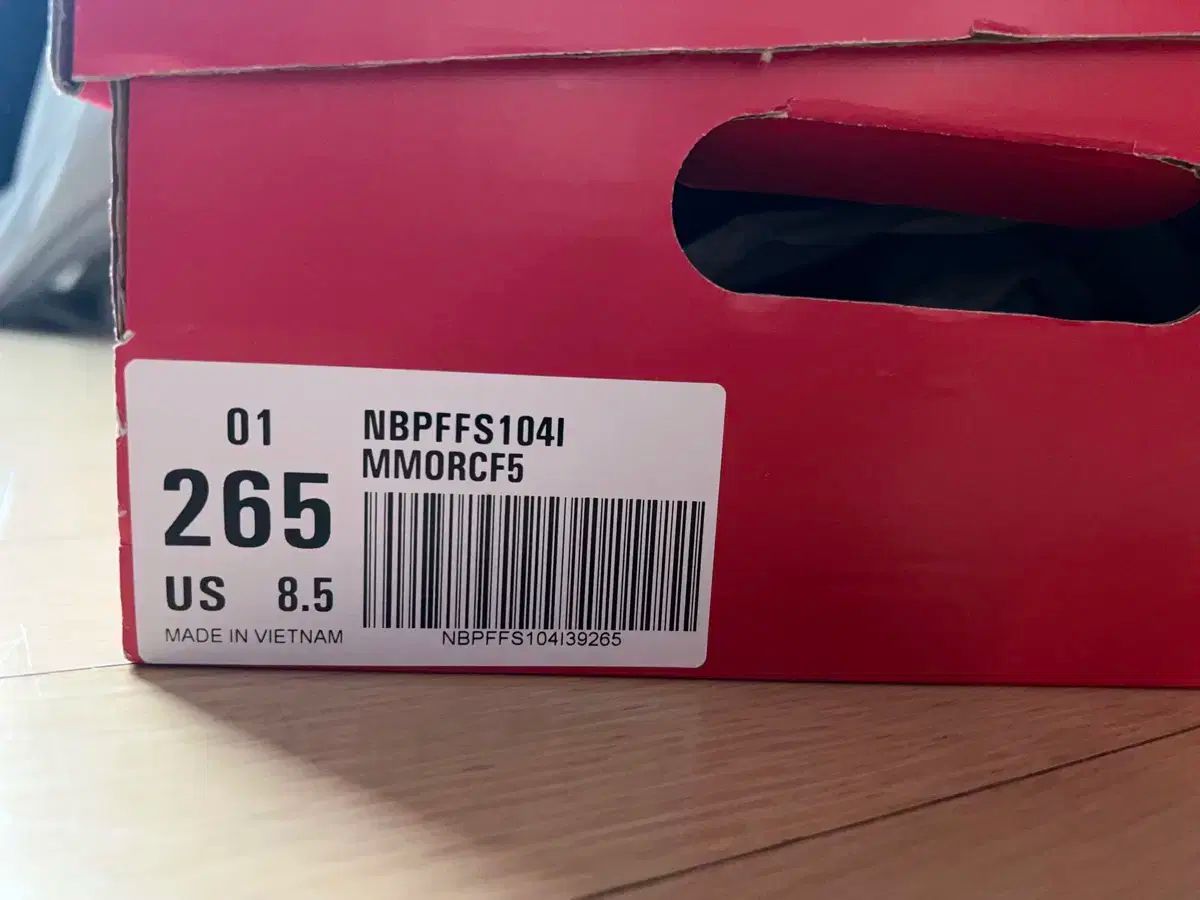 01
265
US 8.5
MADE IN VIETNAM
NBPFFS104I
MMORCF5
NBPFFS104I39265